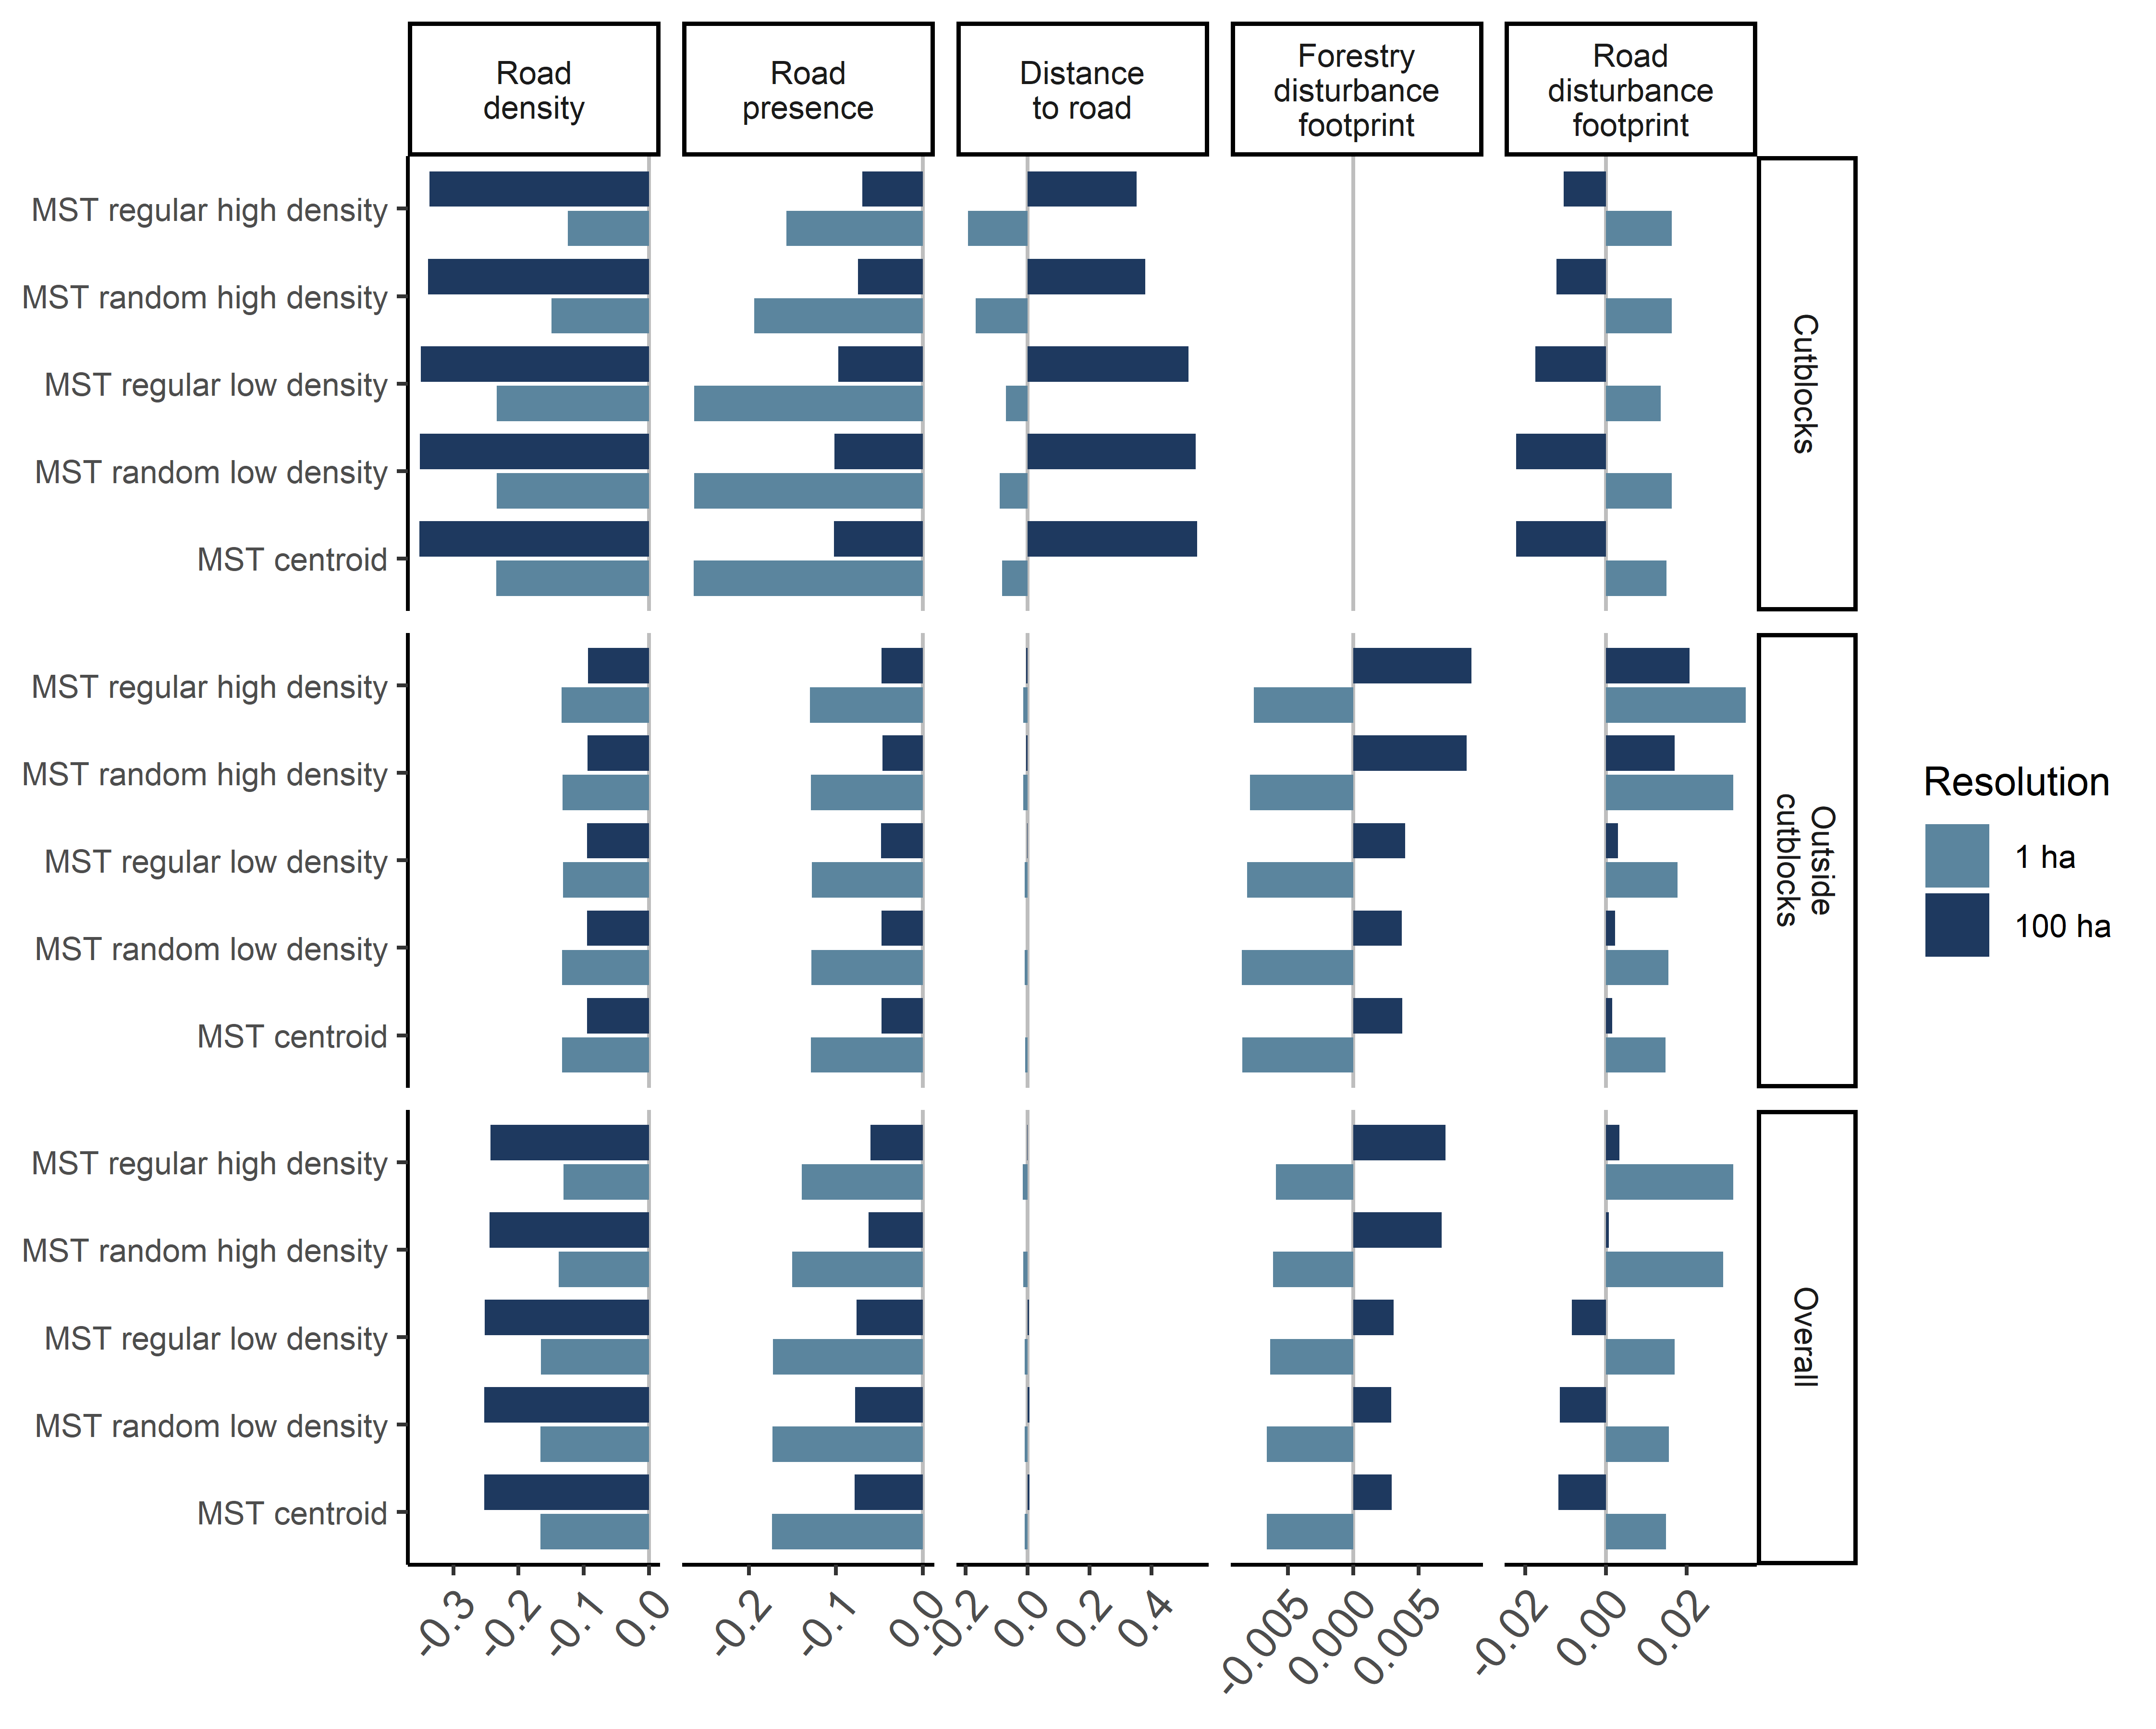 Road
density
Road
presence
Distance
to road
Forestry
disturbance
footprint
Road
disturbance
footprint
MST regular high density
MST random high density
MST regular low density
MST random low density
MST centroid
Cutblocks
MST regular high density
MST random high density
MST regular low density
MST random low density
MST centroid
Outside
cutblocks
MST regular high density
MST random high density
MST regular low density
MST random low density
MST centroid
Overall
-0.3
-0.2
-0.1
0.0
-0.2
-0.1
0.0
-0.2
0.0
0.2
0.4
-0.005
0.000
0.005
-0.02
0.00
0.02
Resolution
1 ha
100 ha